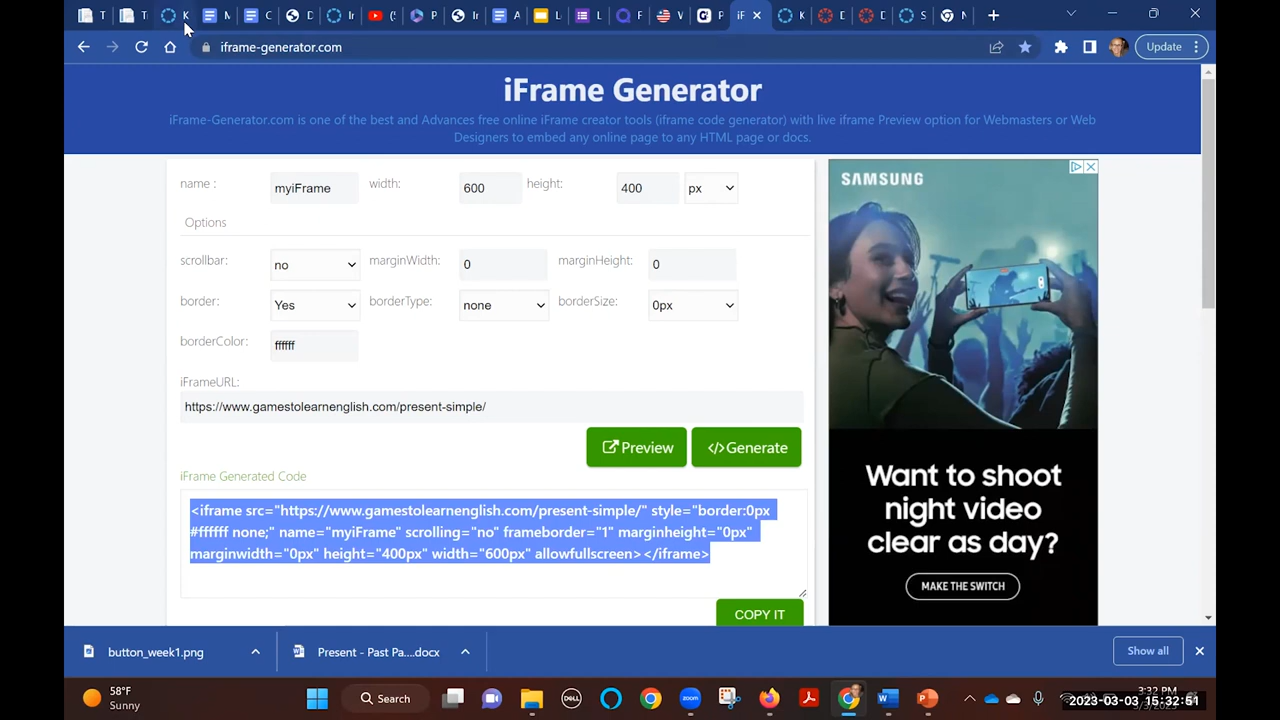 T
T
K
M
C
D
Ir
(
P
Ir
A
L
L
F
W
P
iF
K
D
D
S
N
iframe-generator.com
Update
iFrame Generator
iFrame-Generator.com is one of the best and Advances free online iFrame creator tools (iframe code generator) with live iframe Preview option for Webmasters or Web
Designers to embed any online page to any HTML page or docs.
name :
myiFrame
width:
600
height:
400
px
Options
scrollbar:
no
marginWidth:
0
marginHeight:
0
border:
Yes
borderType:
none
borderSize:
0px
borderColor:
ffffff
iFrameURL:
https://www.gamestolearnenglish.com/present-simple/
Preview
</>Generate
iFrame Generated Code
<iframe src="https://www.gamestolearnenglish.com/present-simple/" style="border:0px
#ffffff none;" name="myiFrame" scrolling="no" frameborder="1" marginheight="0px"
marginwidth="0px" height="400px" width="600px" allowfullscreen></iframe>
COPY IT
SAMSUNG
Want to shoot
night video
clear as day?
MAKE THE SWITCH
button_week1.png
Present - Past Pa....docx
Show all
58°F
Sunny
Search
DELL
zoom
2023-03-03 15:32:51